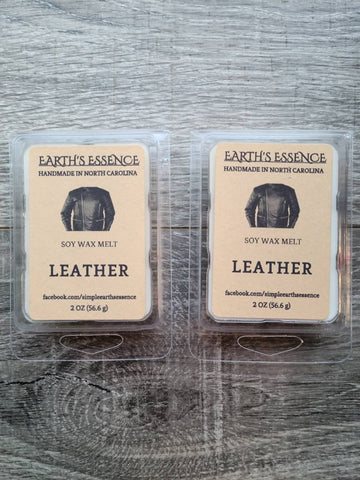 EARTH'S ESSENCE
HANDMADE IN NORTH CAROLINA
SOY WAX MELT
LEATHER
facebook.com/simpleearthsessence
2 OZ (56.6 g)
EARTH'S ESSENCE
HANDMADE IN NORTH CAROLINA
SOY WAX MELT
LEATHER
facebook.com/simpleearthsessence
2 OZ (56.6 g)